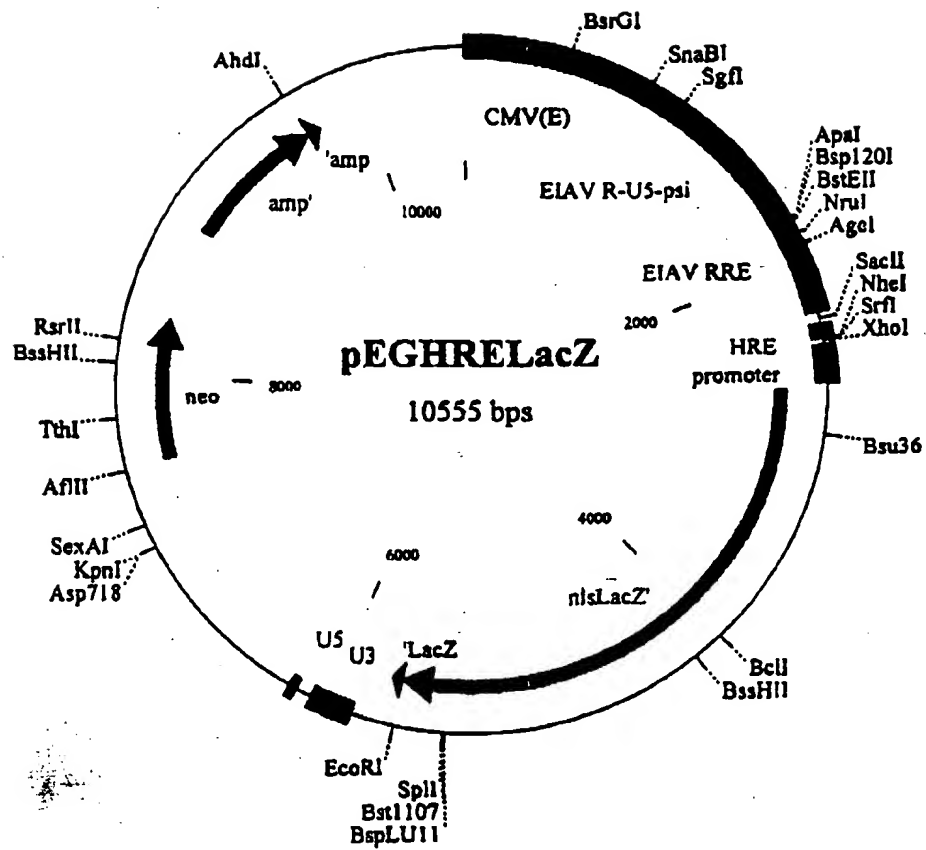 BsrGI
SnaBI
SgfI
AhdI
CMV(E)
ApaI
Bsp120I
BstEII
NruI
AgeI
'amp
amp'
10000
EIAV R-U5-psi
EIAV RRE
SacII
NheI
SrfI
XhoI
2000
RsrII
BssHII
pEGHRELacZ
10555 bps
HRE
promoter
neo
8000
TthI
Bsu36
AflII
4000
SexAI
KpnI
Asp718
6000
nlsLacZ'
U5
U3
'LacZ
BclI
BssHII
EcoRI
SplI
Bst1107
BspLU11